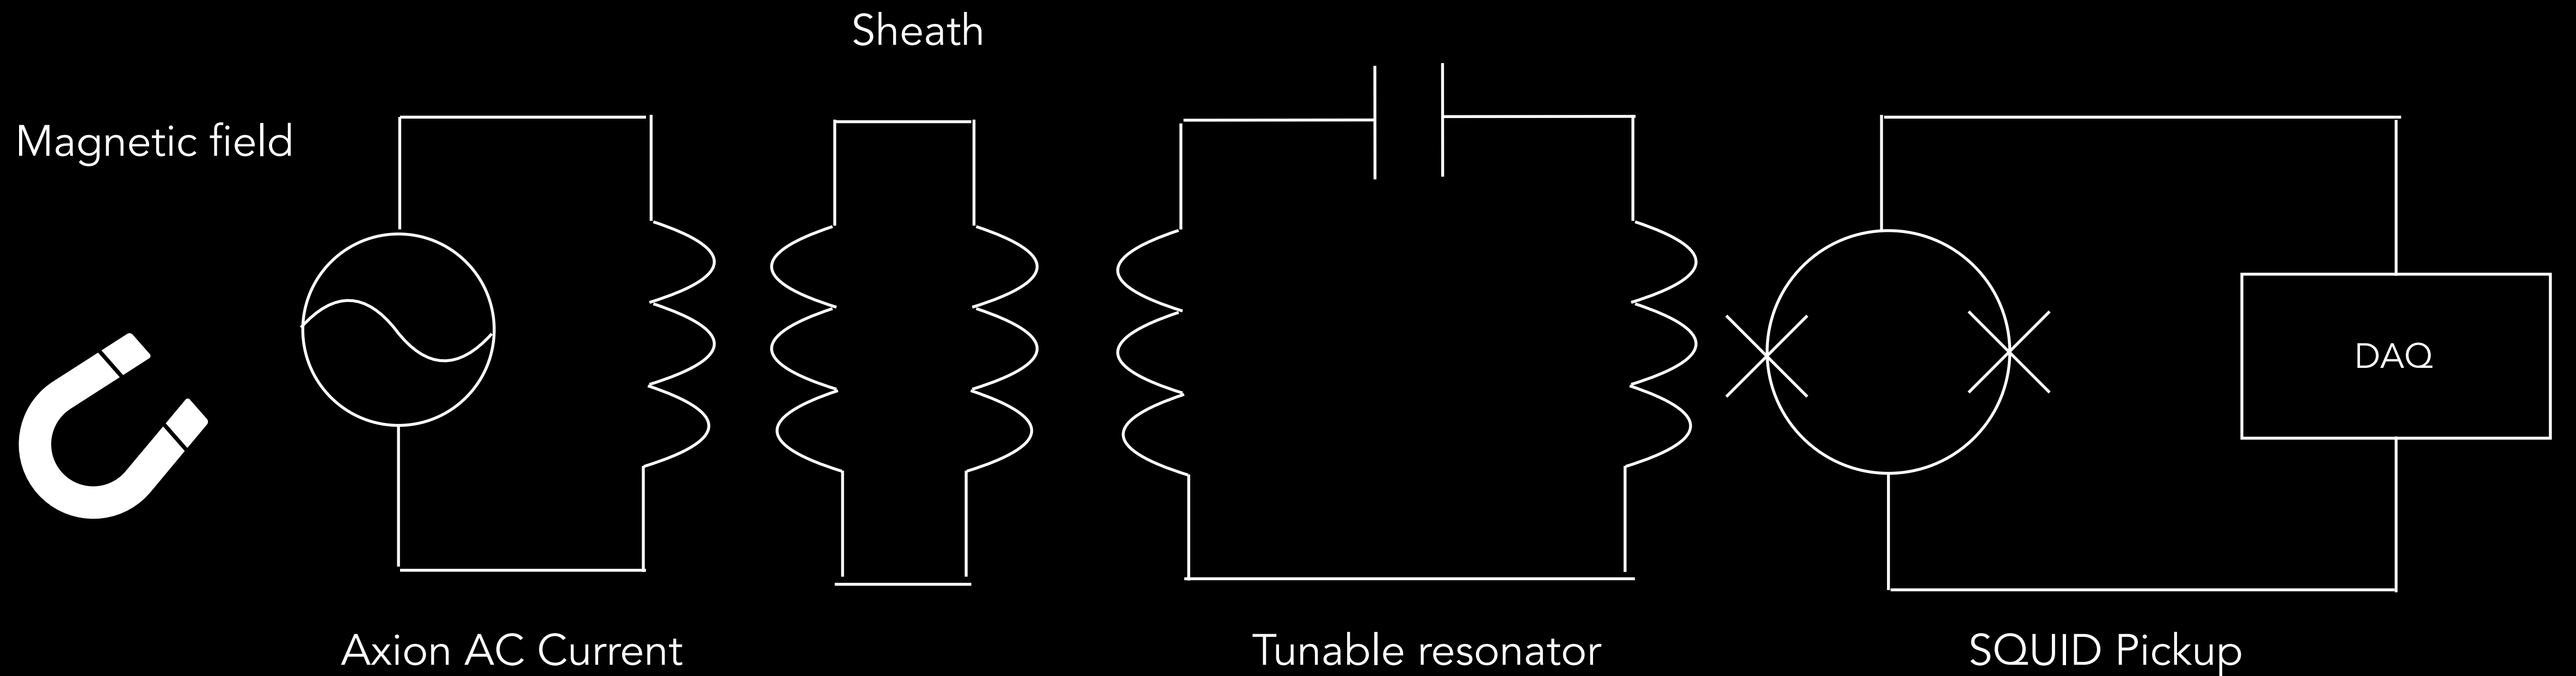 Sheath
Magnetic field
DAQ
Axion AC Current
Tunable resonator
SQUID Pickup